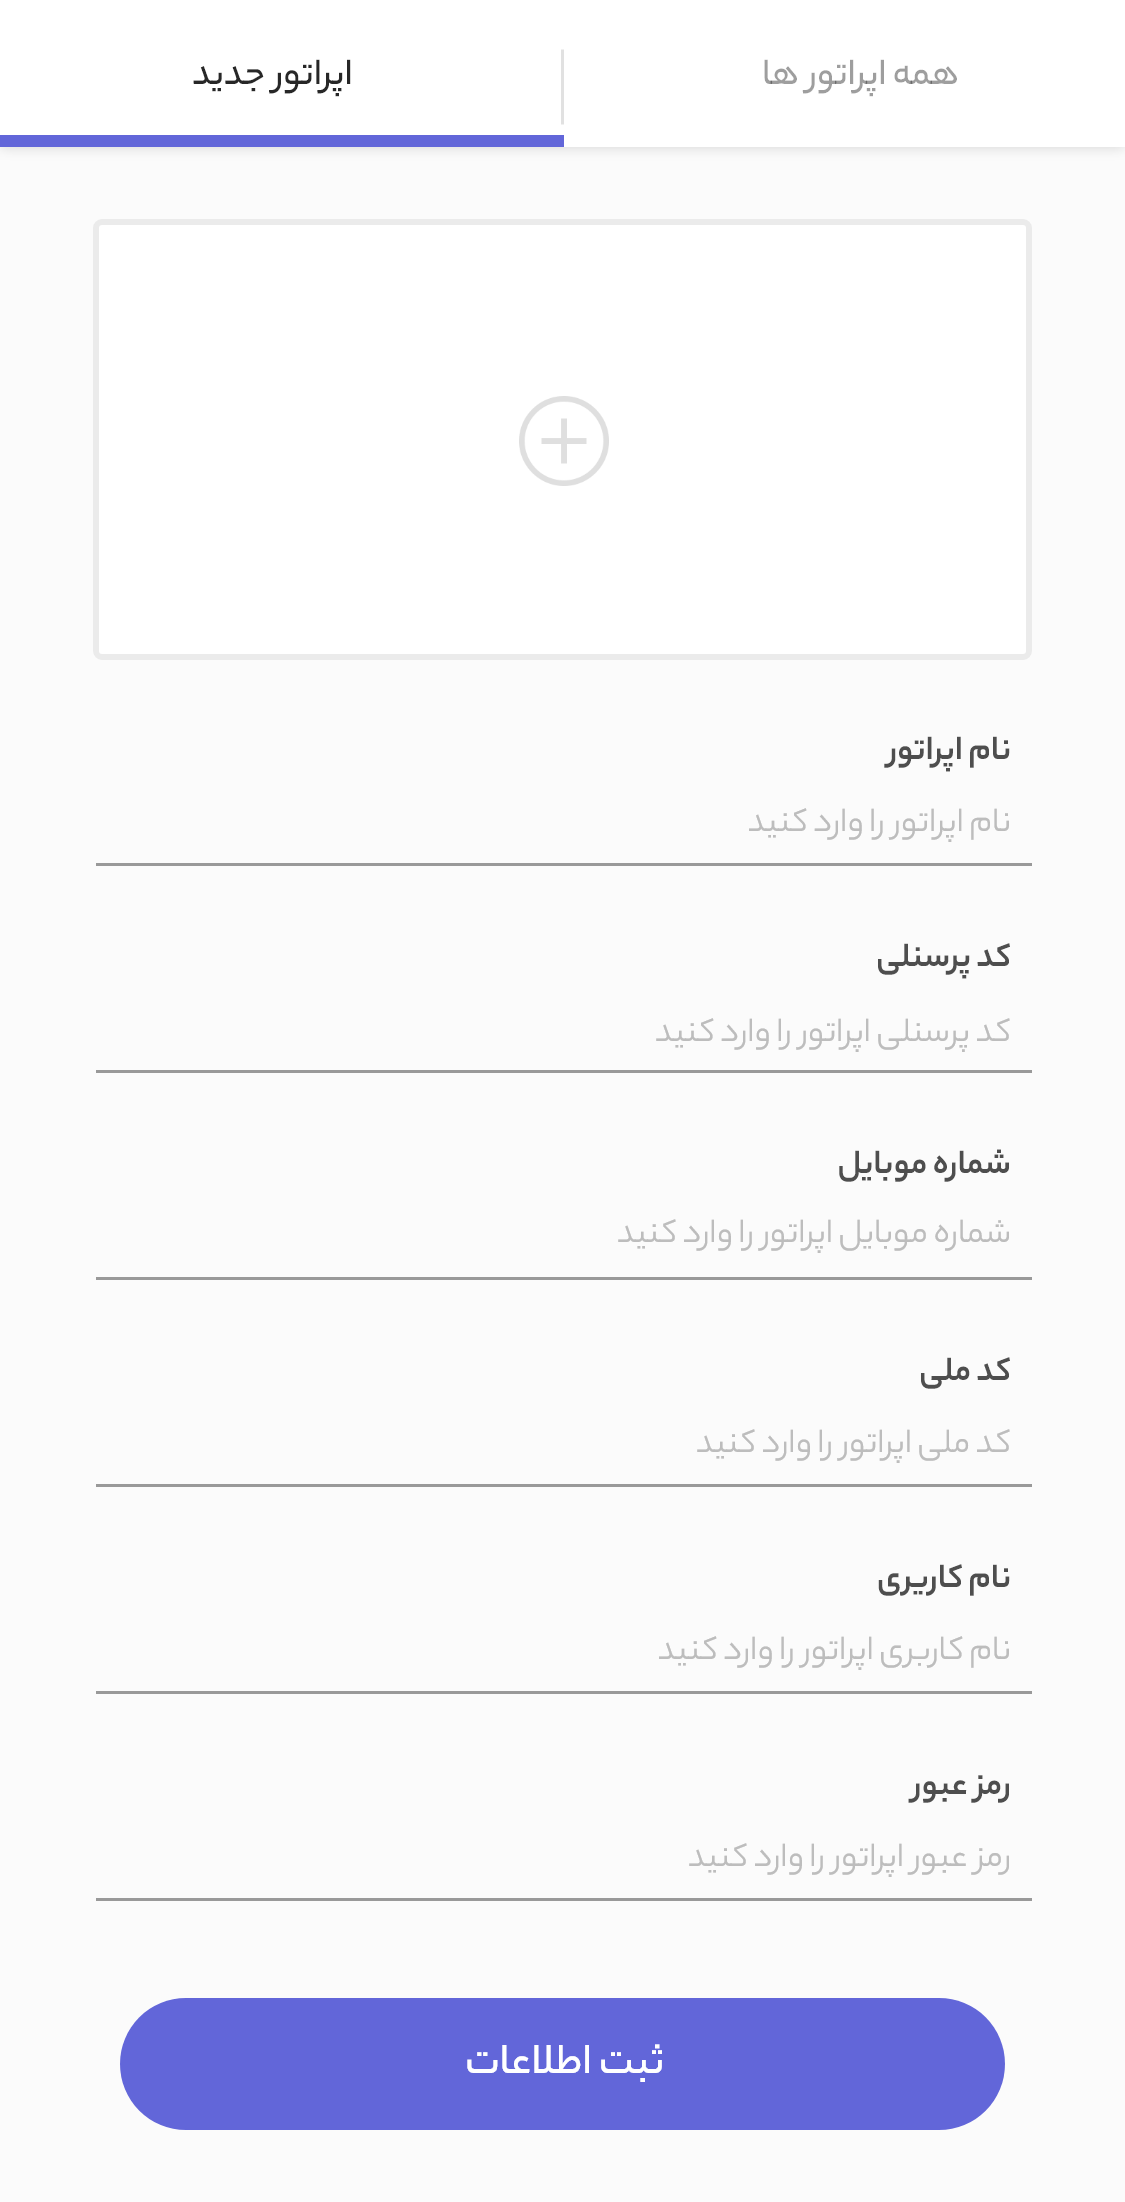 همه اپراتور ها
اپراتور جدید
نام اپراتور
نام اپراتور را وارد کنید
کد پرسنلی
کد پرسنلی اپراتور را وارد کنید
شماره موبایل
شماره موبایل اپراتور را وارد کنید
کد ملی
کد ملی اپراتور را وارد کنید
نام کاریری
نام کاربری اپراتور را وارد کنید
رمز عبور
رمز عبور اپراتور را وارد کنید
ثبت اطلاعات